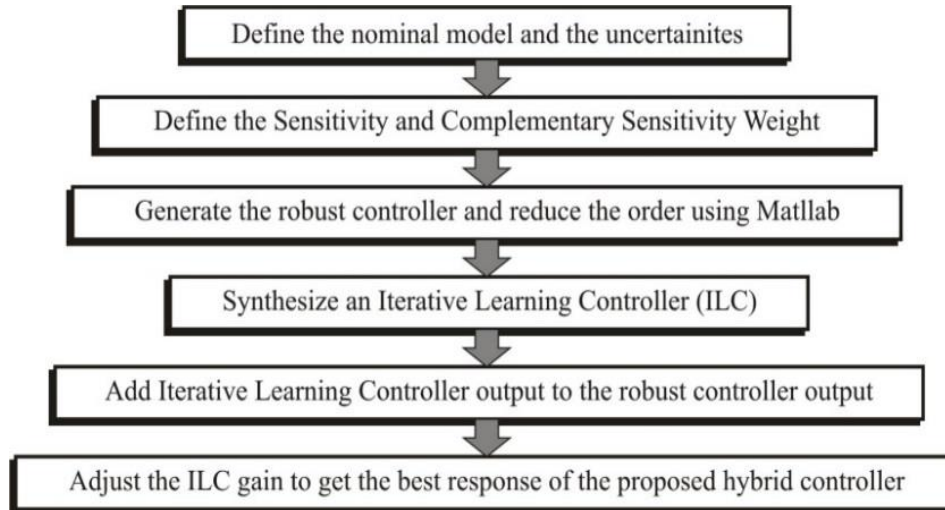 Define the nominal model and the uncertainites
Define the Sensitivity and Complementary Sensitivity Weight
Generate the robust controller and reduce the order using Matllab
Synthesize an Iterative Learning Controller (ILC)
Add Iterative Learning Controller output to the robust controller output
Adjust the ILC gain to get the best response of the proposed hybrid controller